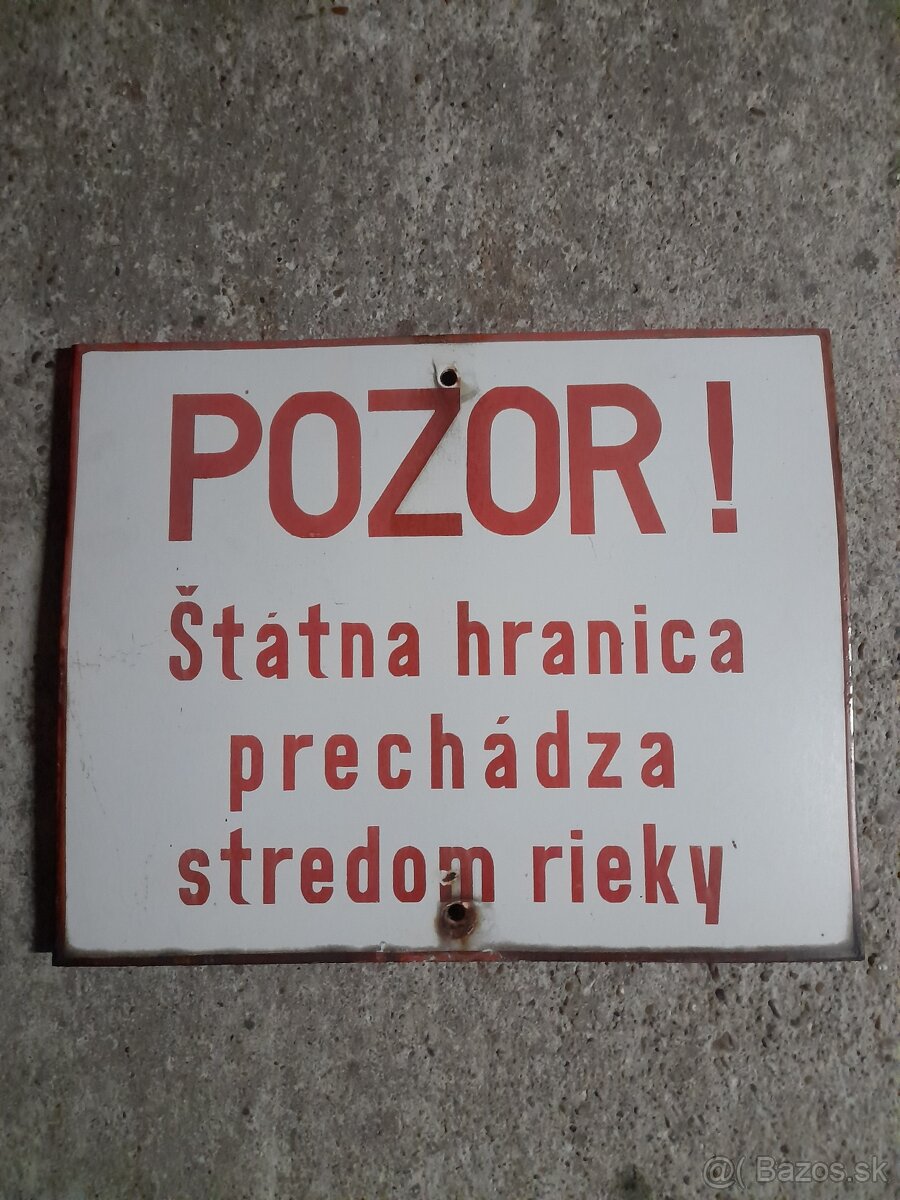 POZOR!
Štátna hranica
prechádza
stredom rieky
@( Bazos.sk